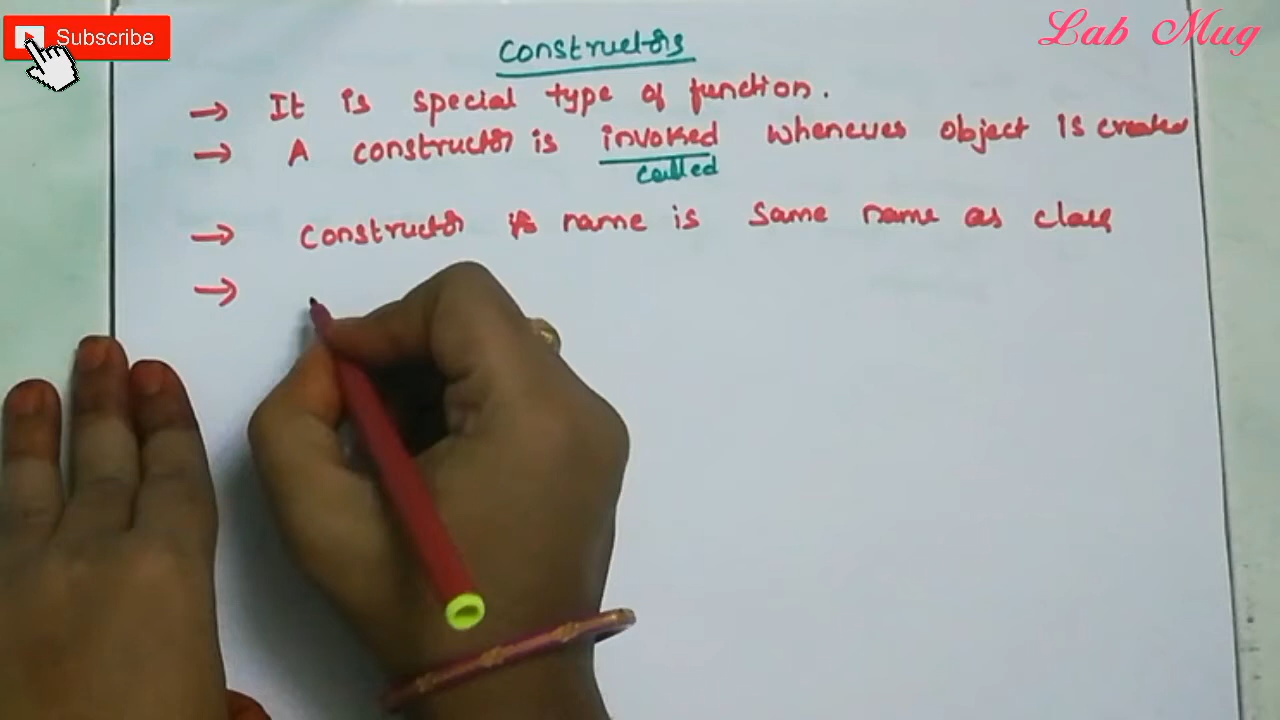 Subscribe
Lab Mug
Constructors
→ It is special type of function.
→ A constructor is invoked whenever object is created
called
→ constructor name is same name as class
→